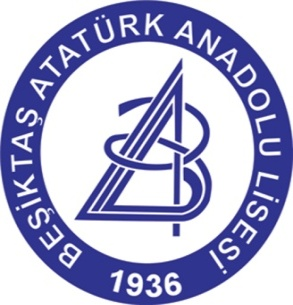 BEŞİKTAŞ ATATÜRK ANADOLU LİSESİ
1936